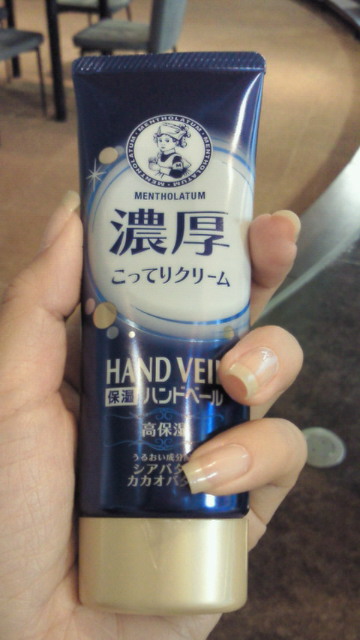 MENTHOLATUM
MENTHOLATUM
濃厚
こってりクリーム
HAND VEI
保湿 ハンドベール
高保湿
うるおい成分
シアバタ
カカオバタ